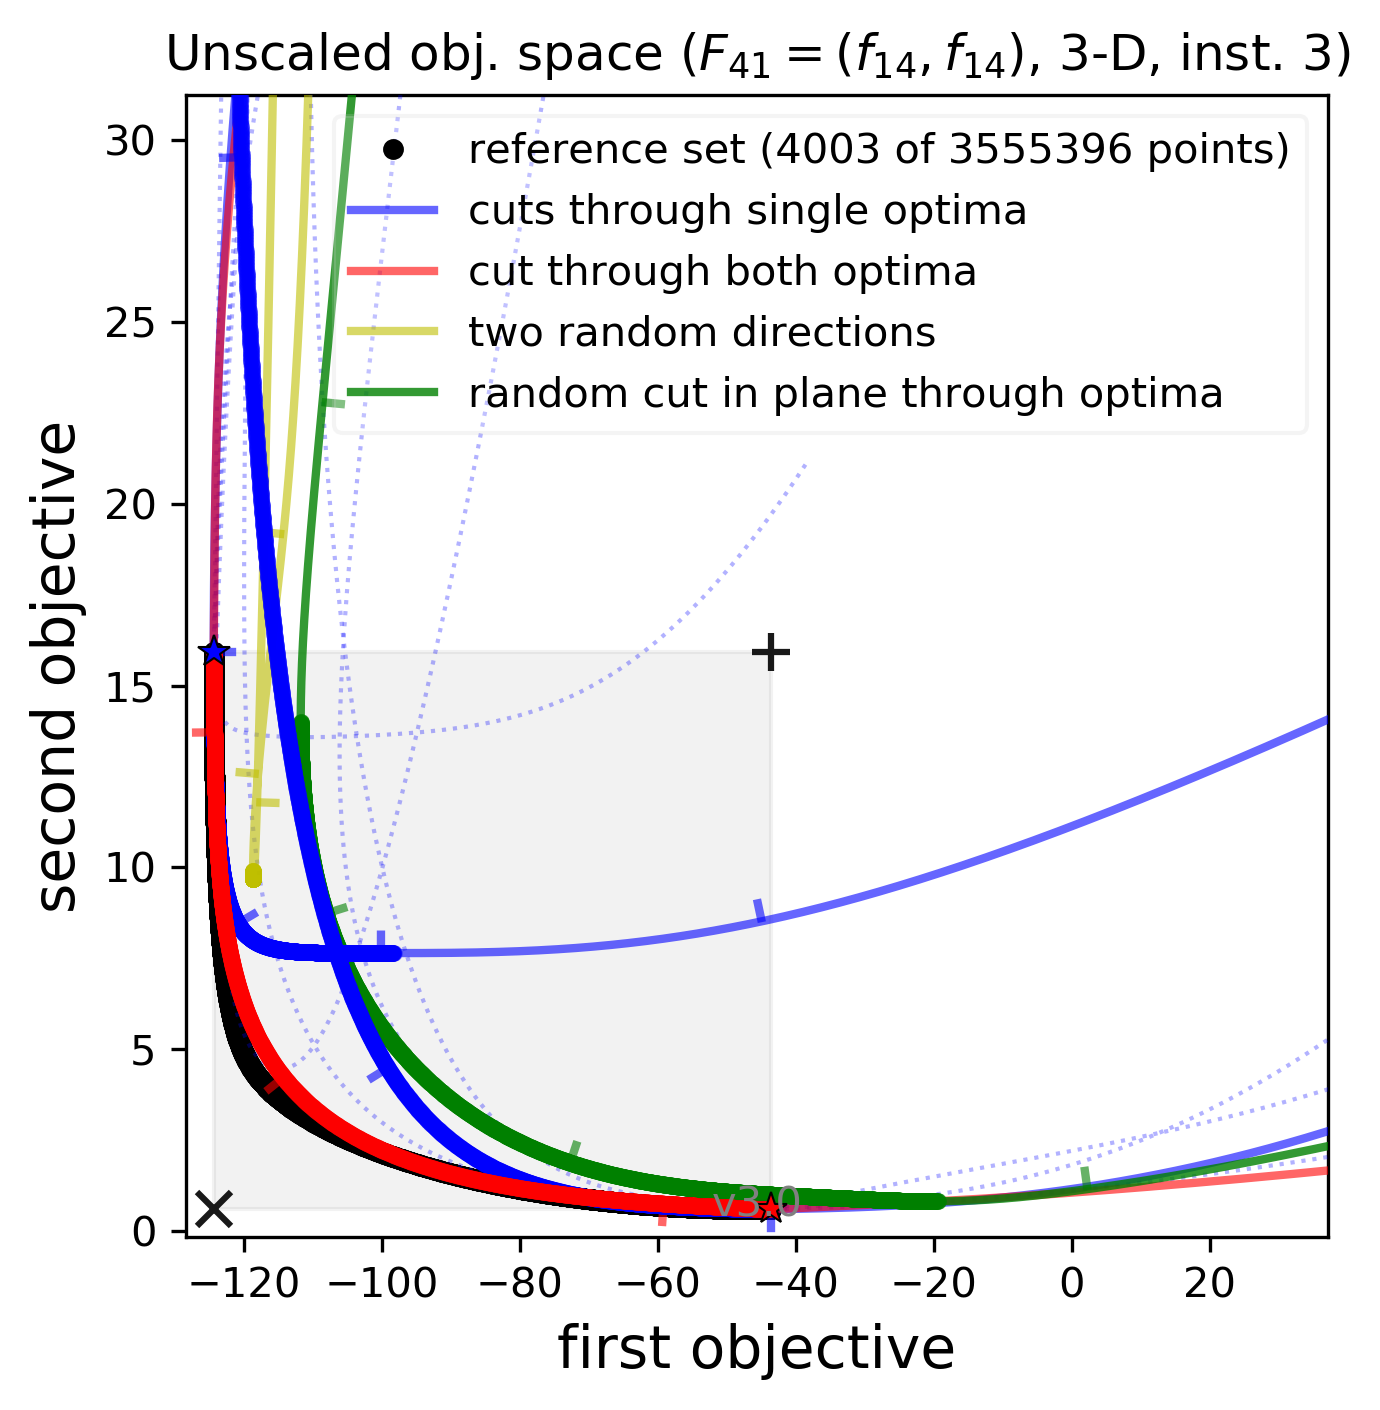 Unscaled obj. space (F₄₁ = (f₁₄, f₁₄), 3-D, inst. 3)
reference set (4003 of 3555396 points)
cuts through single optima
cut through both optima
two random directions
random cut in plane through optima
30
25
20
15
10
5
0
second objective
v3.0
−120 −100 −80 −60 −40 −20 0 20
first objective